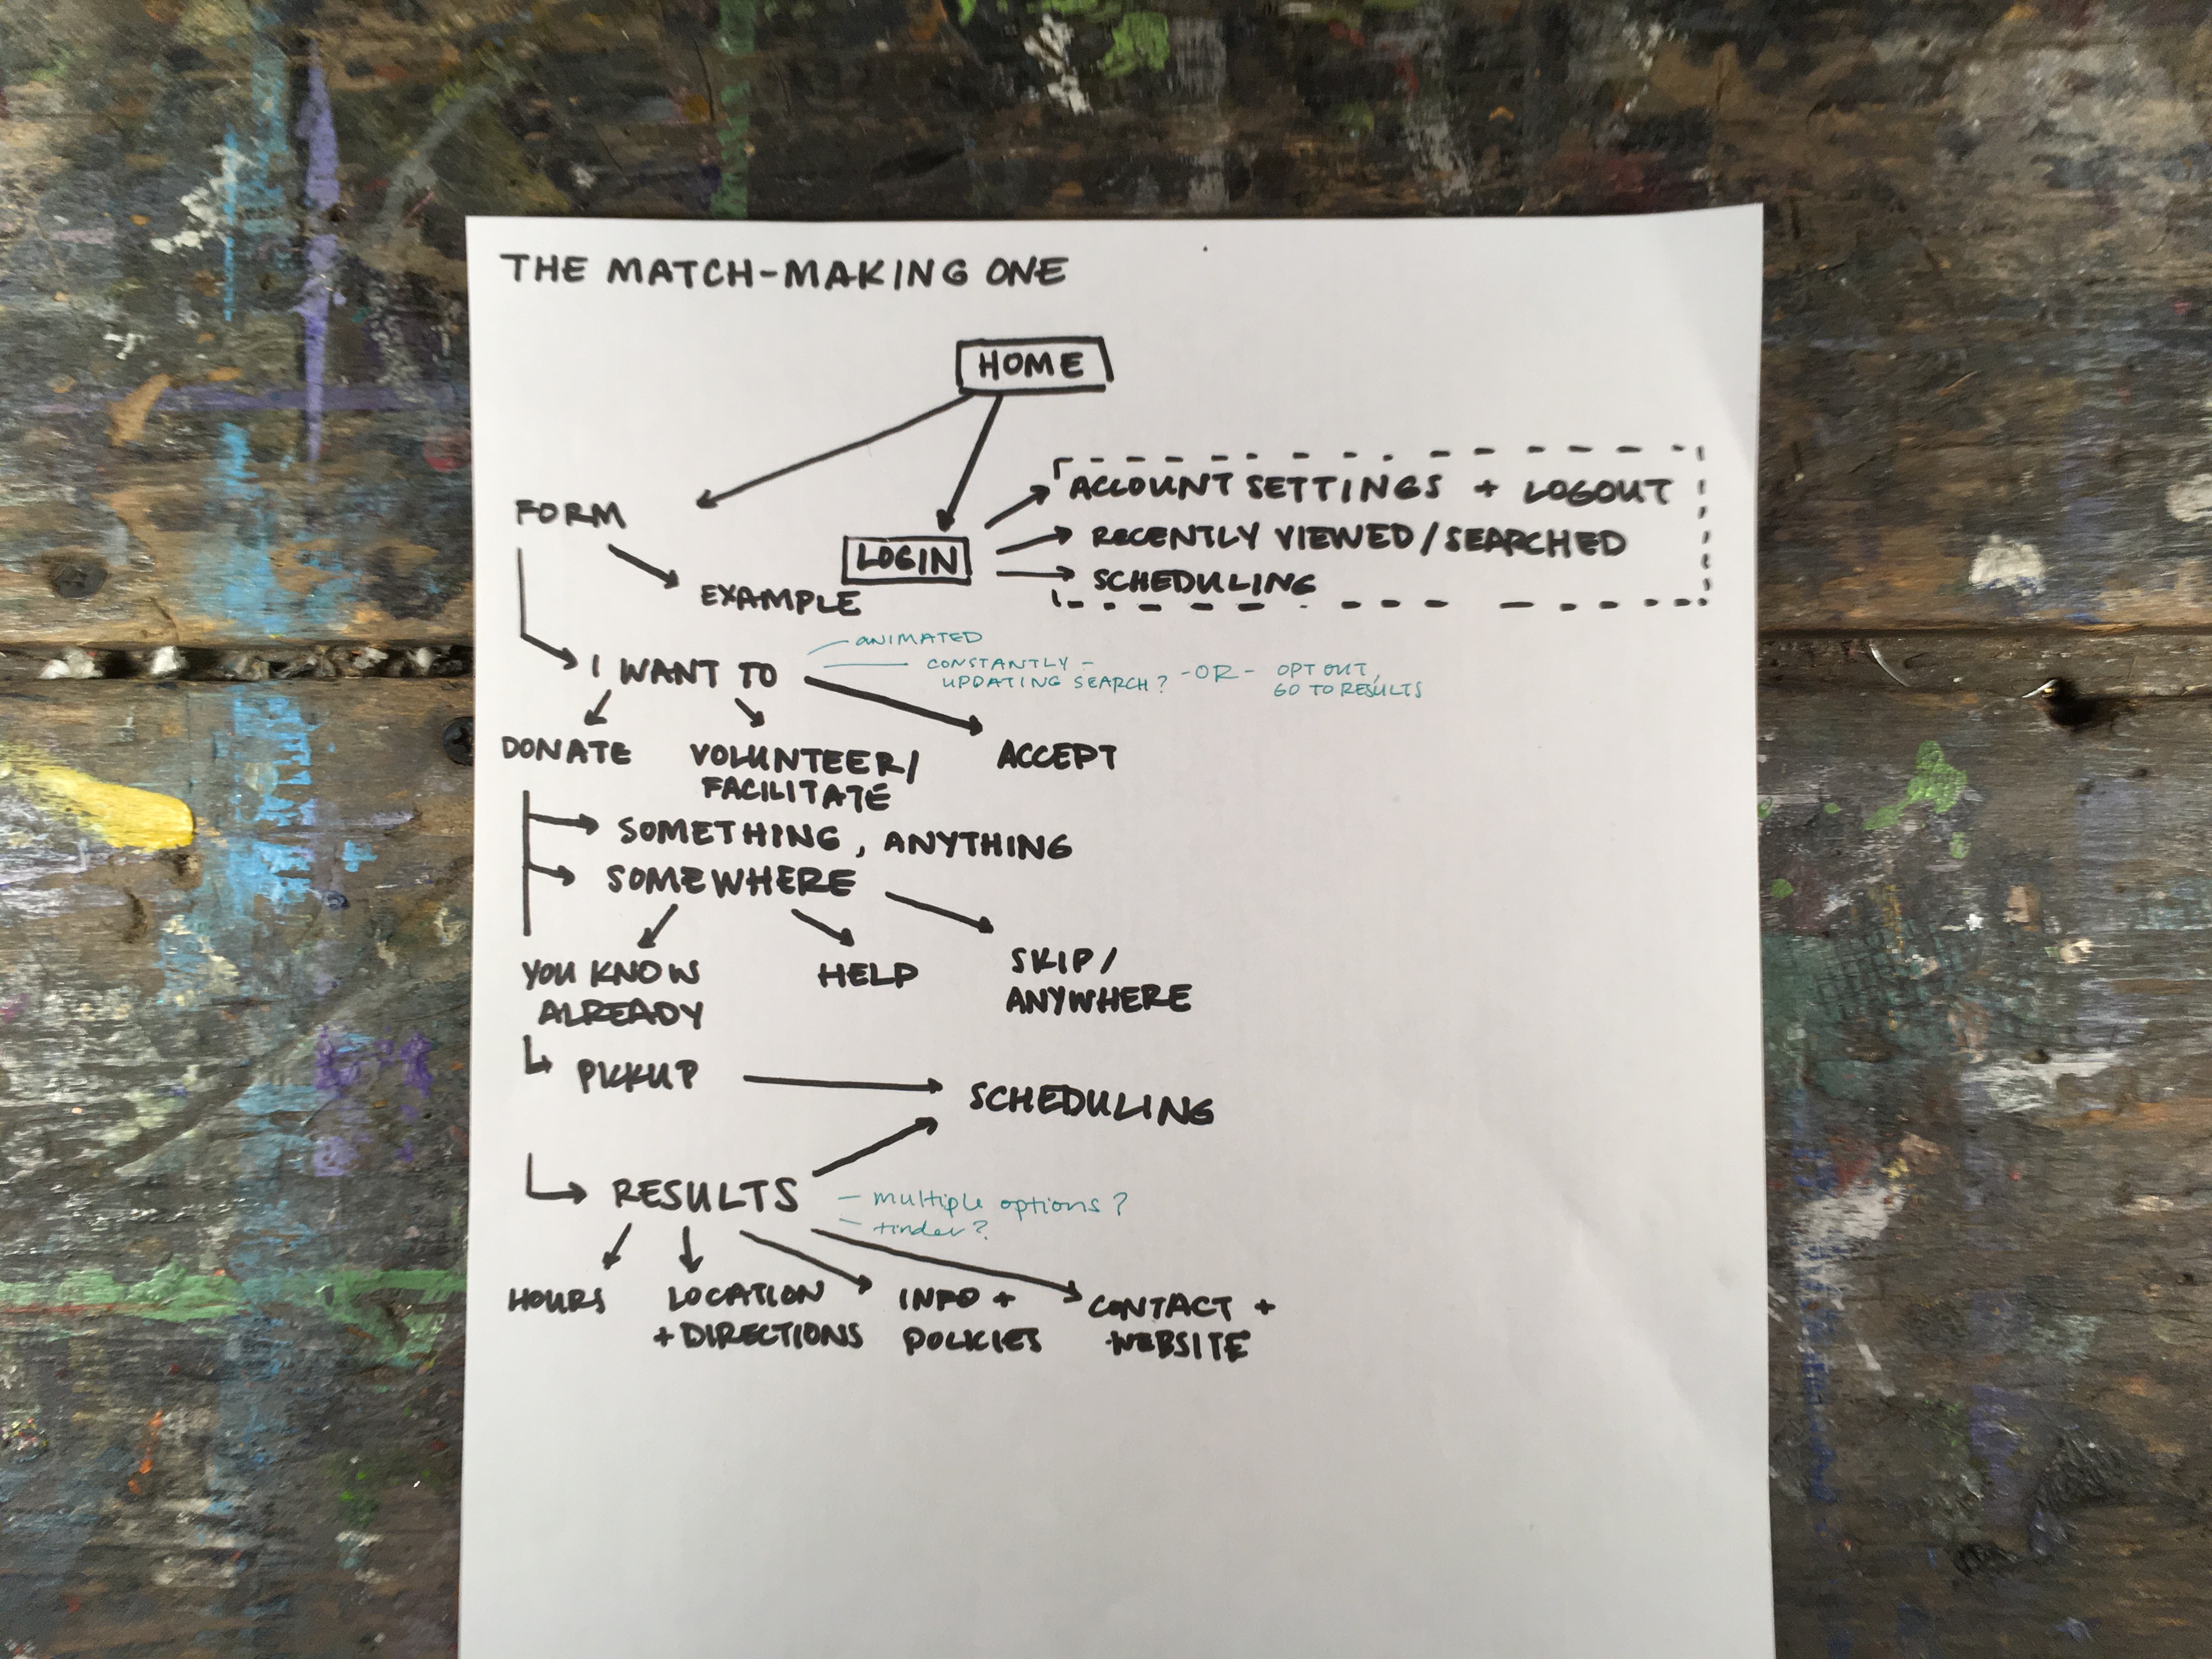 THE MATCH-MAKING ONE
HOME
FORM
EXAMPLE
LOGIN
ACCOUNT SETTINGS + LOGOUT
RECENTLY VIEWED/SEARCHED
SCHEDULING
I WANT TO
ANIMATED
CONSTANTLY -
UPDATING SEARCH?
-OR-
OPT OUT,
GO TO RESULTS
DONATE
VOLUNTEER/
FACILITATE
ACCEPT
SOMETHING, ANYTHING
SOMEWHERE
YOU KNOW
ALREADY
HELP
SKIP/
ANYWHERE
PICKUP
SCHEDULING
RESULTS
- multiple options?
- tinder?
HOURS
LOCATION
+ DIRECTIONS
INFO +
POLICIES
CONTACT +
WEBSITE